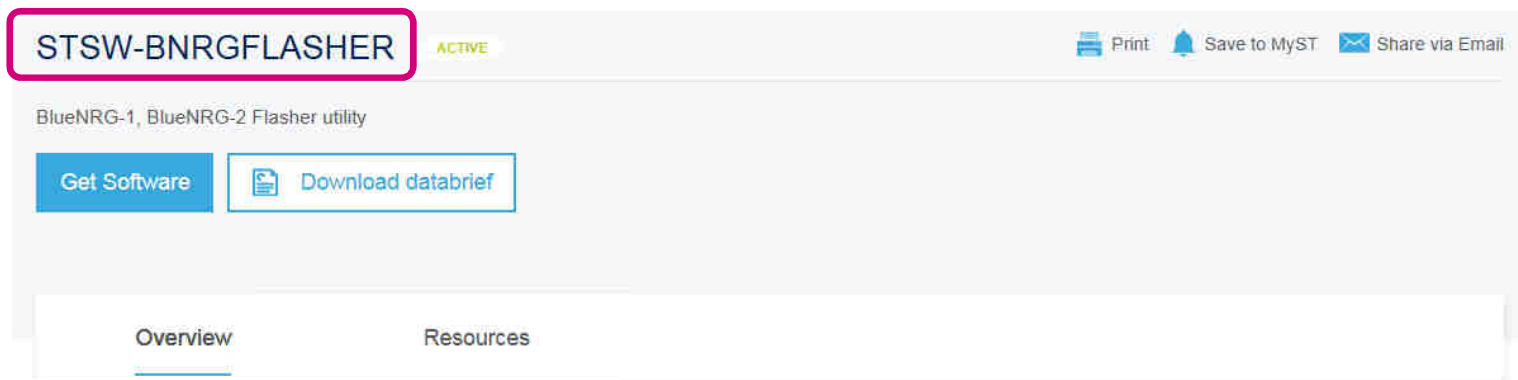 STSW-BNRGFLASHER ACTIVE Print Save to MyST Share via Email
BlueNRG-1, BlueNRG-2 Flasher utility
Get Software Download databrief
Overview Resources